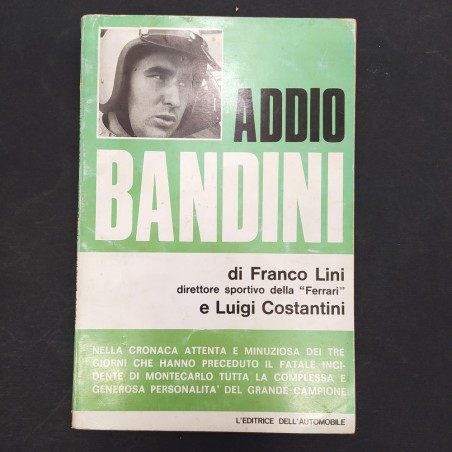 ADDIO
BANDINI
di Franco Lini
direttore sportivo della "Ferrari"
e Luigi Costantini
NELLA CRONACA ATTENTA E MINUZIOSA DEI TRE
GIORNI CHE HANNO PRECEDUTO IL FATALE INCI-
DENTE DI MONTECARLO TUTTA LA COMPLESSA E
GENEROSA PERSONALITA' DEL GRANDE CAMPIONE
L'EDITRICE DELL'AUTOMOBILE